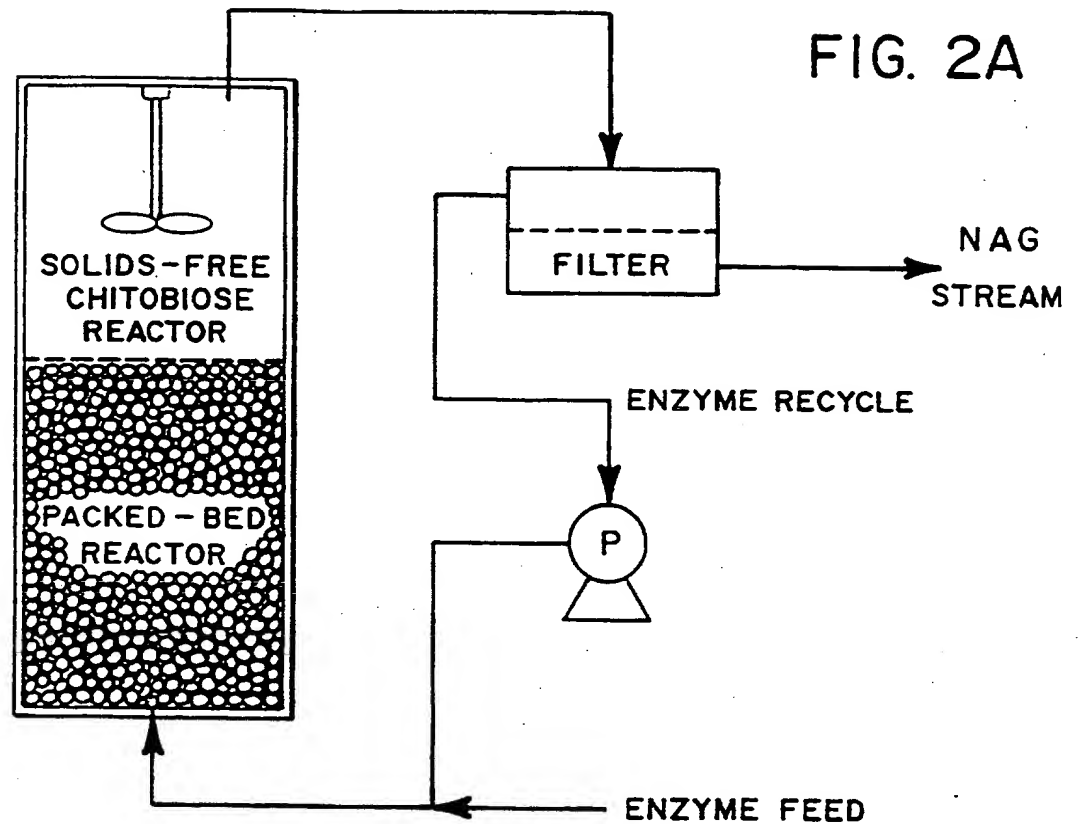 FIG. 2A
SOLIDS-FREE
CHITOBIOSE
REACTOR
FILTER
NAG
STREAM
ENZYME RECYCLE
PACKED-BED
REACTOR
P
ENZYME FEED